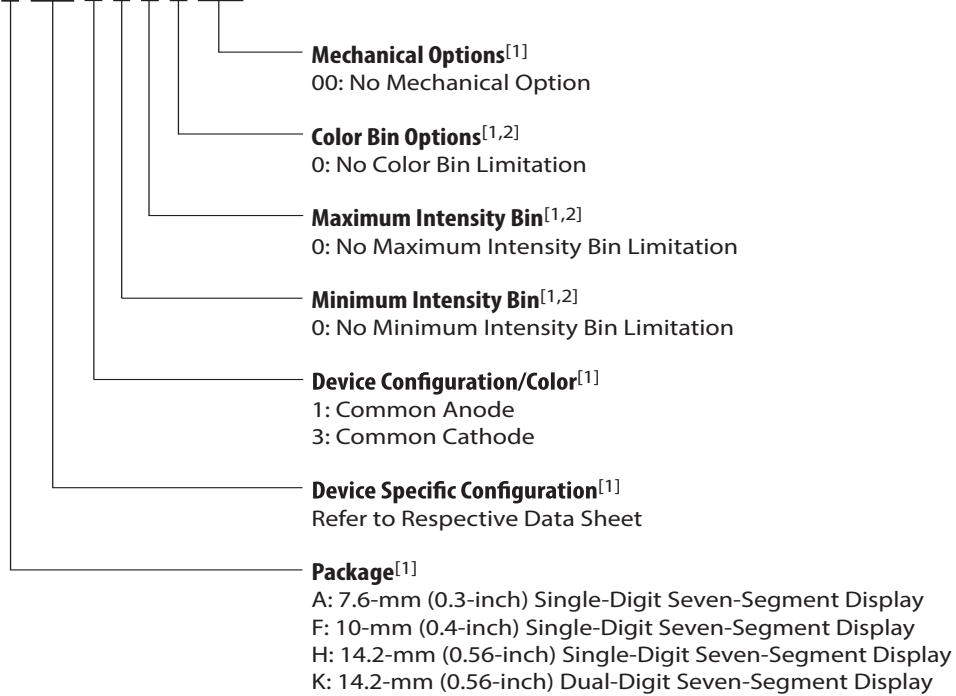 Mechanical Options[1]
00: No Mechanical Option
Color Bin Options[1,2]
0: No Color Bin Limitation
Maximum Intensity Bin[1,2]
0: No Maximum Intensity Bin Limitation
Minimum Intensity Bin[1,2]
0: No Minimum Intensity Bin Limitation
Device Configuration/Color[1]
1: Common Anode
3: Common Cathode
Device Specific Configuration[1]
Refer to Respective Data Sheet
Package[1]
A: 7.6-mm (0.3-inch) Single-Digit Seven-Segment Display
F: 10-mm (0.4-inch) Single-Digit Seven-Segment Display
H: 14.2-mm (0.56-inch) Single-Digit Seven-Segment Display
K: 14.2-mm (0.56-inch) Dual-Digit Seven-Segment Display